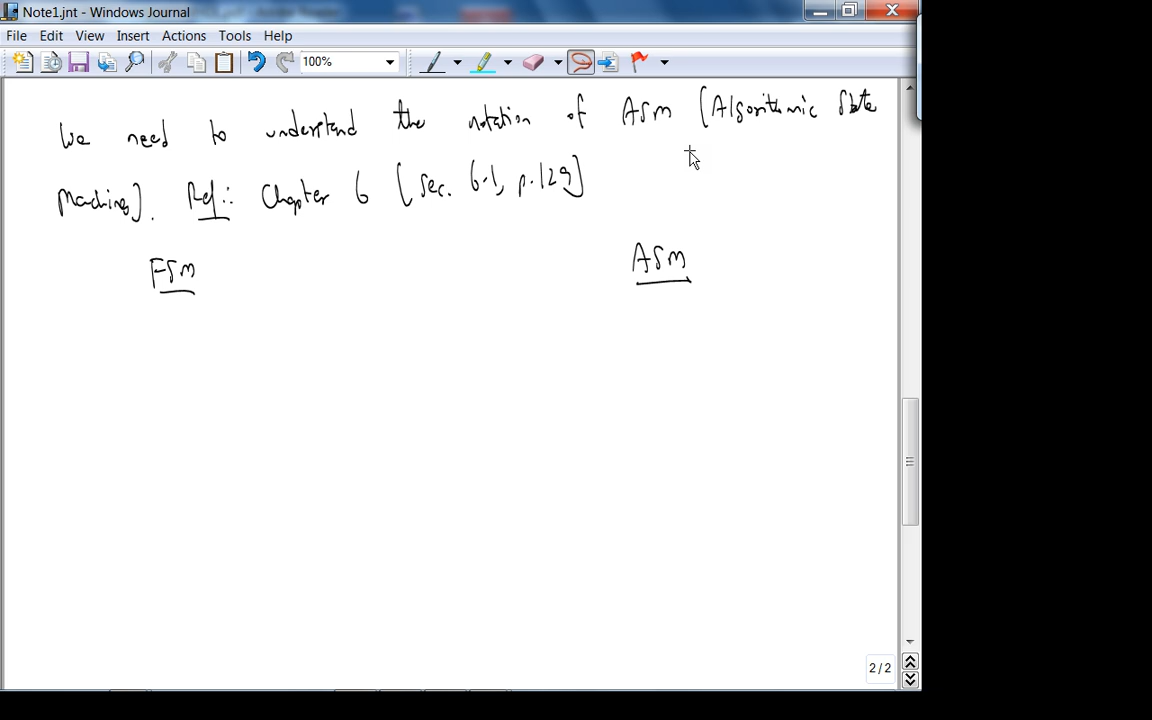 Note1.jnt - Windows Journal
File Edit View Insert Actions Tools Help
100%
We need to understand the notation of ASM (Algorithmic State
Machines). Ref.: Chapter 6 (sec. 6.1, p.129)
FSM ASM
2/2